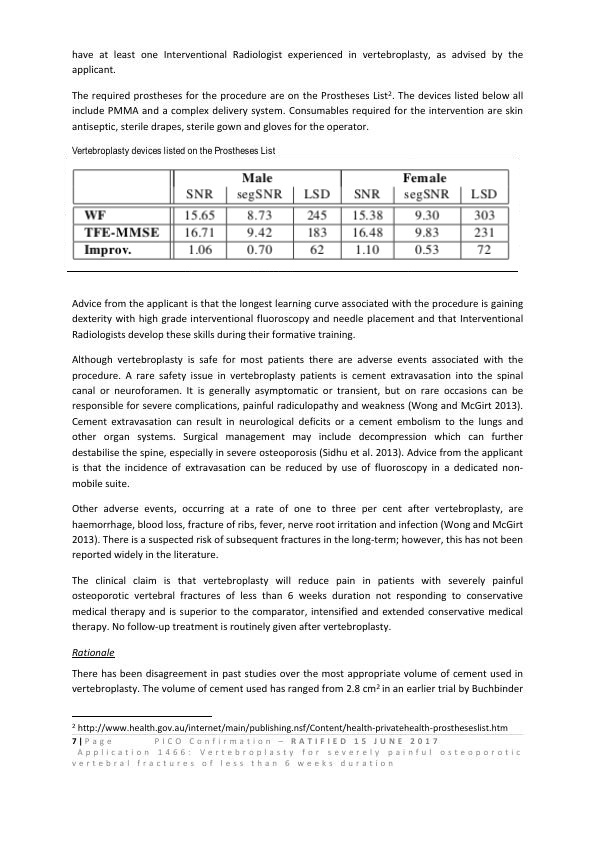 have at least one Interventional Radiologist experienced in vertebroplasty, as advised by the
applicant.
The required prostheses for the procedure are on the Prostheses List2. The devices listed below all
include PMMA and a complex delivery system. Consumables required for the intervention are skin
antiseptic, sterile drapes, sterile gown and gloves for the operator.
Vertebroplasty devices listed on the Prostheses List
Male Female
SNR segSNR LSD SNR segSNR LSD
WF 15.65 8.73 245 15.38 9.30 303
TFE-MMSE 16.71 9.42 183 16.48 9.83 231
Improv. 1.06 0.70 62 1.10 0.53 72
Advice from the applicant is that the longest learning curve associated with the procedure is gaining
dexterity with high grade interventional fluoroscopy and needle placement and that Interventional
Radiologists develop these skills during their formative training.
Although vertebroplasty is safe for most patients there are adverse events associated with the
procedure. A rare safety issue in vertebroplasty patients is cement extravasation into the spinal
canal or neuroforamen. It is generally asymptomatic or transient, but on rare occasions can be
responsible for severe complications, painful radiculopathy and weakness (Wong and McGirt 2013).
Cement extravasation can result in neurological deficits or a cement embolism to the lungs and
other organ systems. Surgical management may include decompression which can further
destabilise the spine, especially in severe osteoporosis (Sidhu et al. 2013). Advice from the applicant
is that the incidence of extravasation can be reduced by use of fluoroscopy in a dedicated non-
mobile suite.
Other adverse events, occurring at a rate of one to three per cent after vertebroplasty, are
haemorrhage, blood loss, fracture of ribs, fever, nerve root irritation and infection (Wong and McGirt
2013). There is a suspected risk of subsequent fractures in the long-term; however, this has not been
reported widely in the literature.
The clinical claim is that vertebroplasty will reduce pain in patients with severely painful
osteoporotic vertebral fractures of less than 6 weeks duration not responding to conservative
medical therapy and is superior to the comparator, intensified and extended conservative medical
therapy. No follow-up treatment is routinely given after vertebroplasty.
Rationale
There has been disagreement in past studies over the most appropriate volume of cement used in
vertebroplasty. The volume of cement used has ranged from 2.8 cm2 in an earlier trial by Buchbinder
2 http://www.health.gov.au/internet/main/publishing.nsf/Content/health-privatehealth-prostheseslist.htm
7 | Page PICO Confirmation – RATIFIED 15 JUNE 2017
Application 1466: Vertebroplasty for severely painful osteoporotic
vertebral fractures of less than 6 weeks duration